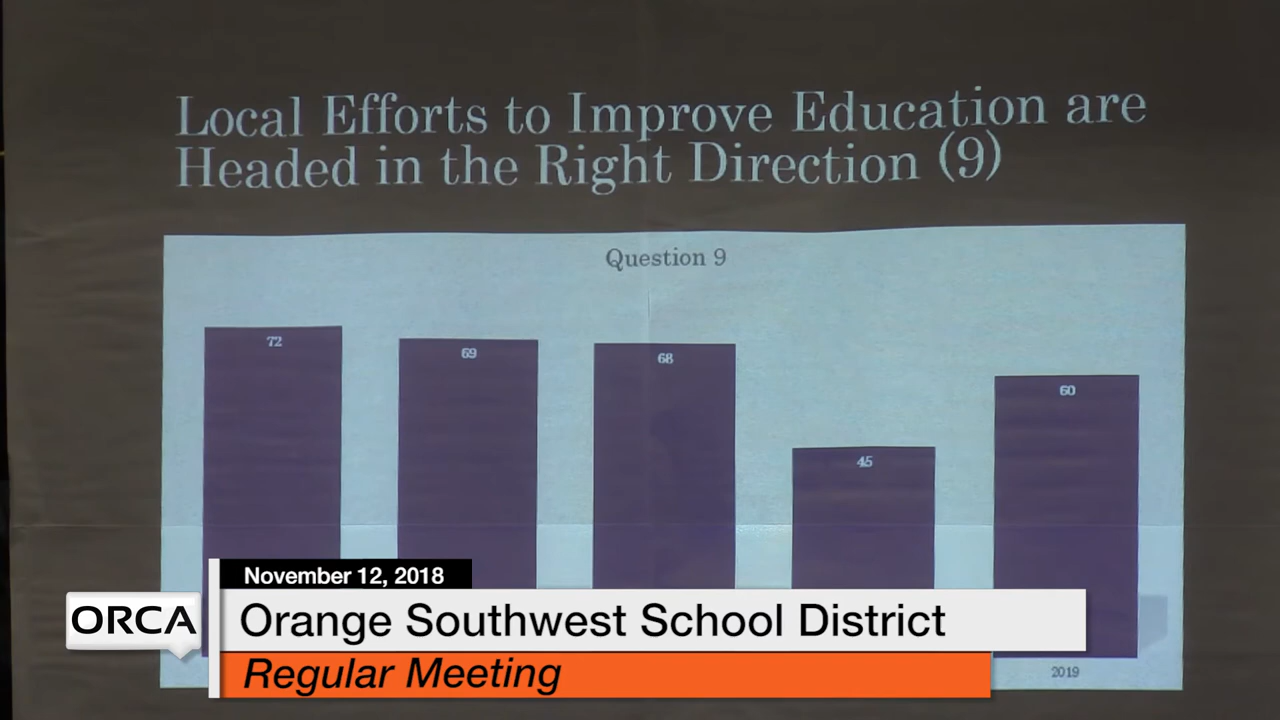 Local Efforts to Improve Education are
Headed in the Right Direction (9)
Question 9
72
69
68
45
60
2019
November 12, 2018
ORCA
Orange Southwest School District
Regular Meeting